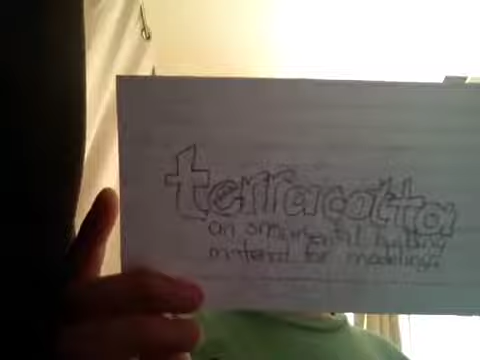 terracotta
an ornamental building
material for modeling.